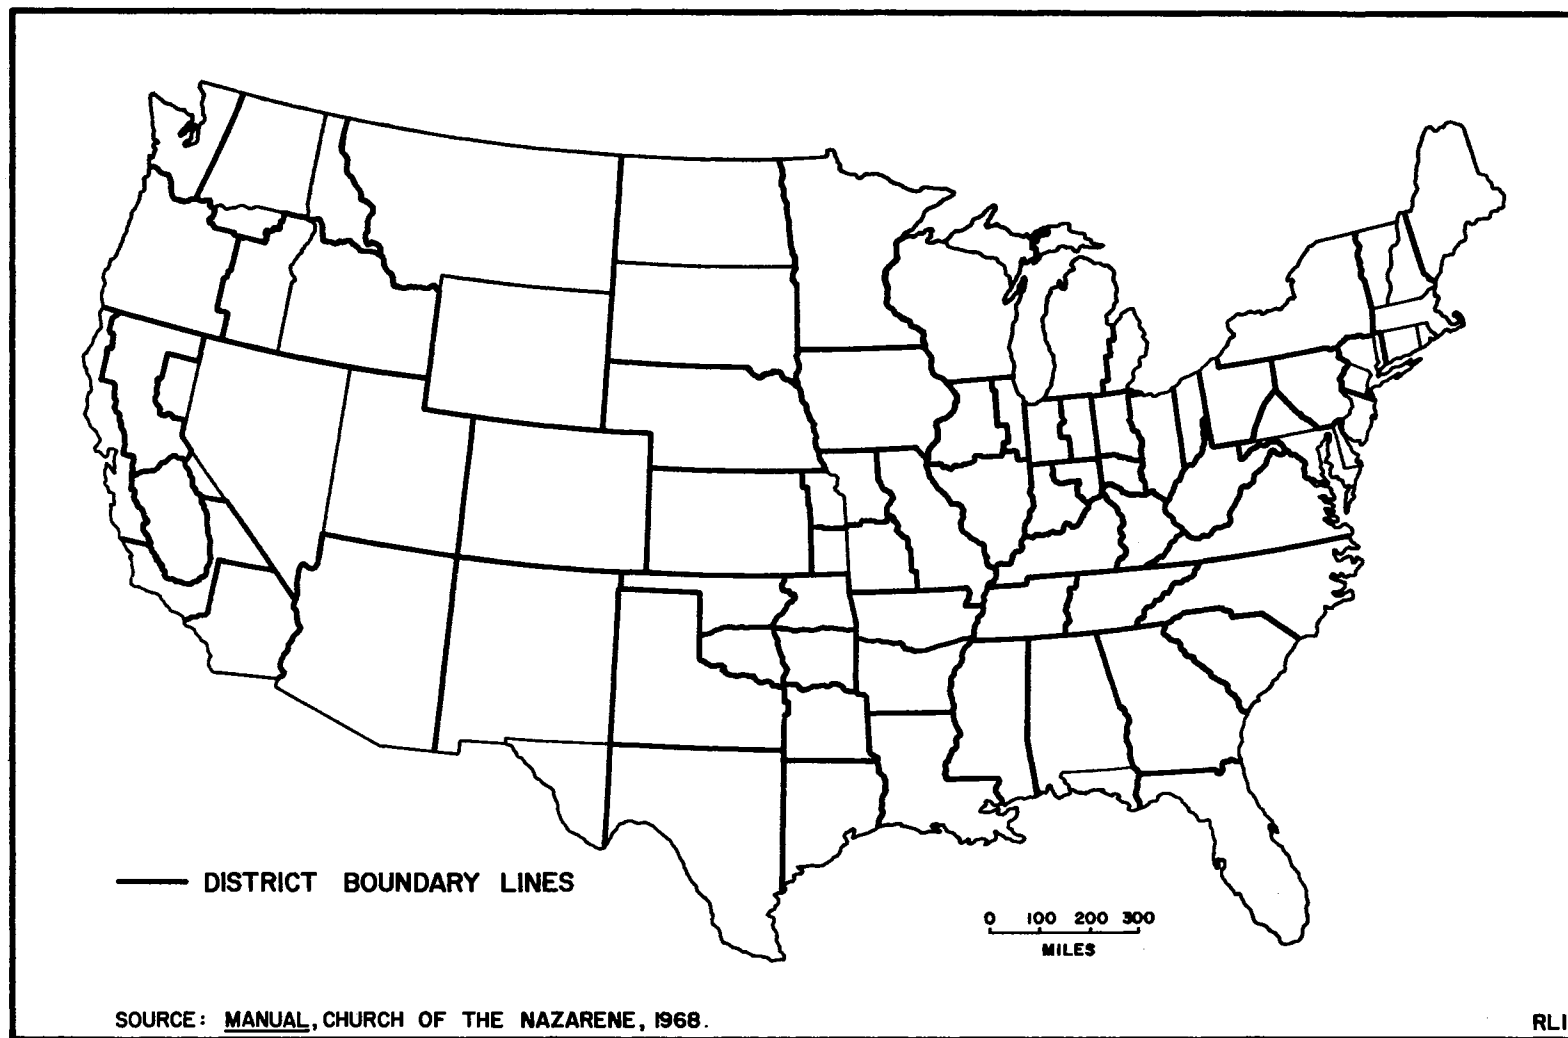 DISTRICT BOUNDARY LINES
0 100 200 300
MILES
SOURCE: MANUAL, CHURCH OF THE NAZARENE, 1968.
RLI